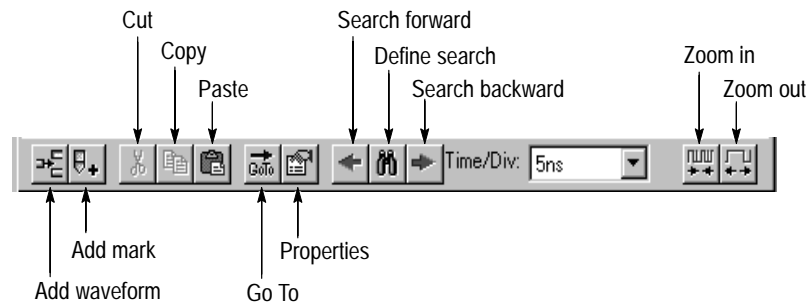 Cut
Search forward
Copy
Define search
Zoom in
Paste
Search backward
Zoom out
GoTo
Time/Div:
5ns
Add mark
Properties
Add waveform
Go To